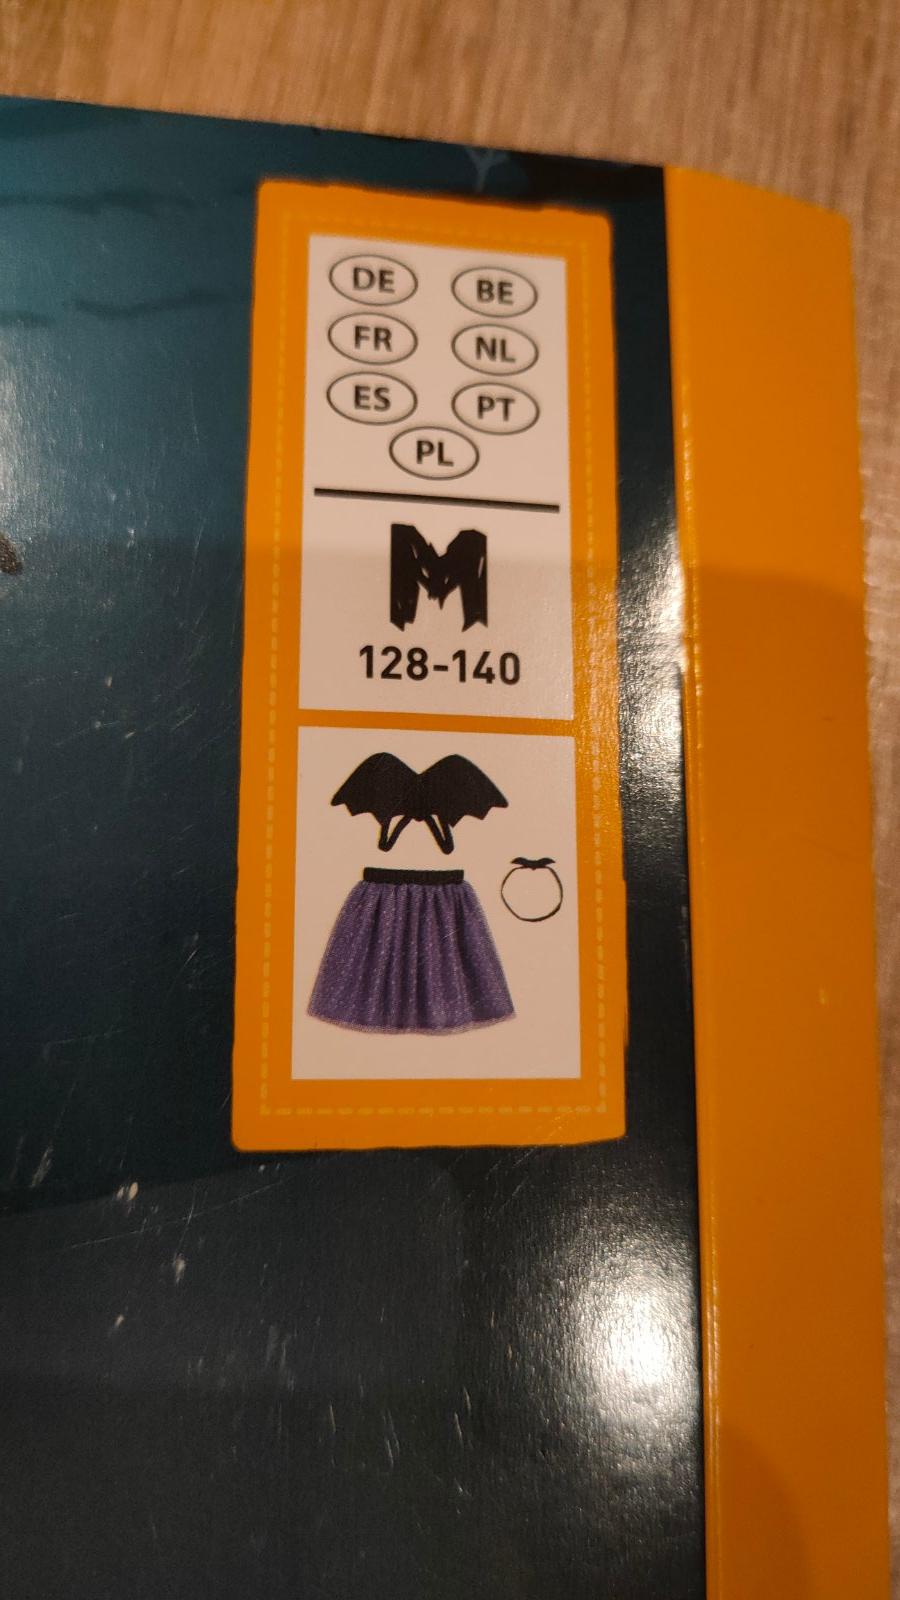 DE BE
FR NL
ES PT
PL
M
128-140